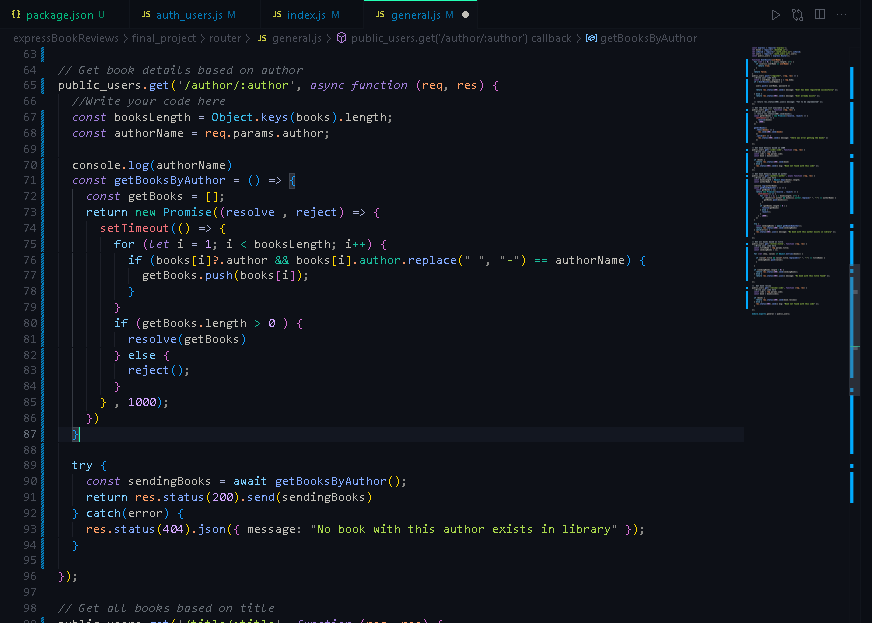 {} package.json U
JS auth_users.js M
JS index.js M
JS general.js M
expressBookReviews > final_project > router > JS general.js > public_users.get('/author/:author') callback > getBooksByAuthor
63
64 // Get book details based on author
65 public_users.get('/author/:author', async function (req, res) {
66 //Write your code here
67 const booksLength = Object.keys(books).length;
68 const authorName = req.params.author;
69
70 console.log(authorName)
71 const getBooksByAuthor = () => {
72 const getBooks = [];
73 return new Promise((resolve , reject) => {
74 setTimeout(() => {
75 for (let i = 1; i < booksLength; i++) {
76 if (books[i]?.author && books[i].author.replace(" ", "-") == authorName) {
77 getBooks.push(books[i]);
78 }
79 }
80 if (getBooks.length > 0 ) {
81 resolve(getBooks)
82 } else {
83 reject();
84 }
85 } , 1000);
86 })
87 }
88
89 try {
90 const sendingBooks = await getBooksByAuthor();
91 return res.status(200).send(sendingBooks)
92 } catch(error) {
93 res.status(404).json({ message: "No book with this author exists in library" });
94 }
95
96 });
97
98 // Get all books based on title